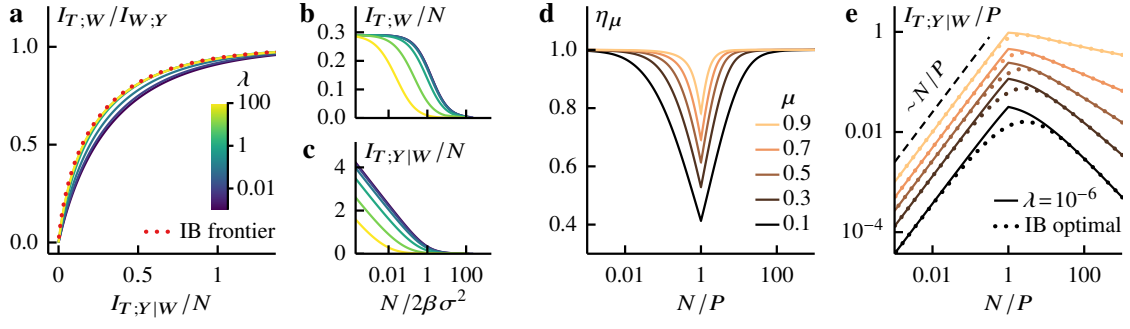 a
I_{T;W}/I_{W;Y}
1.0
0.5
0.0
λ
100
1
0.01
IB frontier
0
0.5
1
I_{T;Y|W}/N
b
I_{T;W}/N
0.3
0.2
0.1
0.0
c
I_{T;Y|W}/N
4
2
0
0.01
1
100
N/2βσ²
d
η_μ
1.0
0.8
0.6
0.4
μ
0.9
0.7
0.5
0.3
0.1
0.01
1
100
N/P
e
I_{T;Y|W}/P
1
0.01
10⁻⁴
~N/P
λ=10⁻⁶
IB optimal
0.01
1
100
N/P